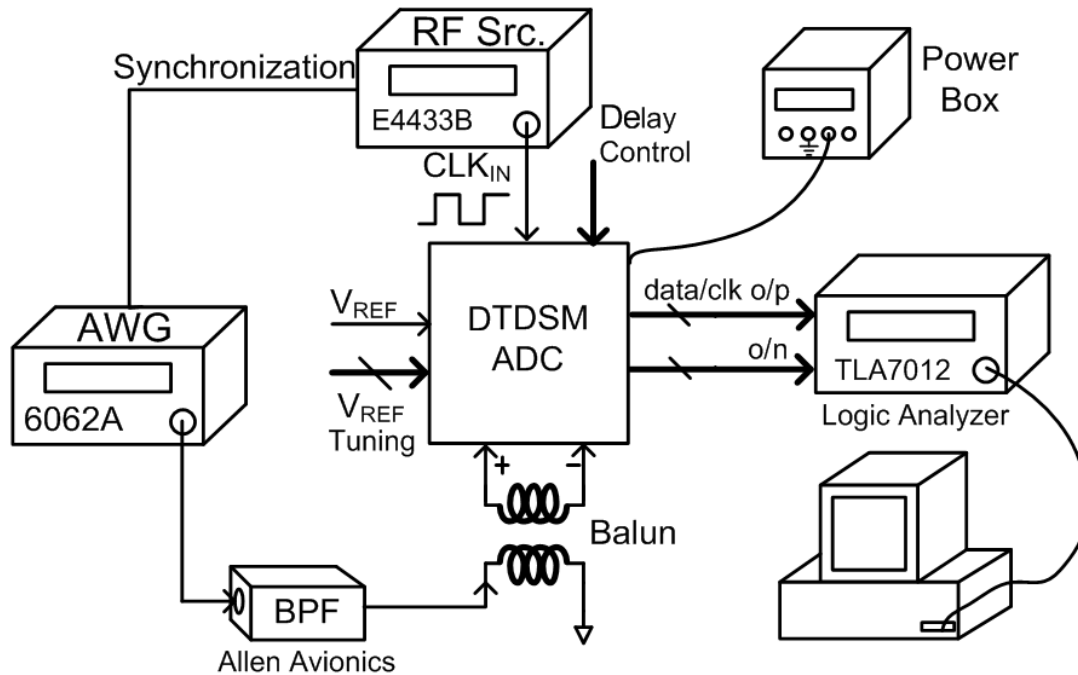 RF Src.
Synchronization
E4433B
Power
Box
Delay
Control
CLKIN
VREF
DTDSM
ADC
data/clk o/p
o/n
AWG
6062A
VREF
Tuning
TLA7012
Logic Analyzer
+
−
Balun
BPF
Allen Avionics